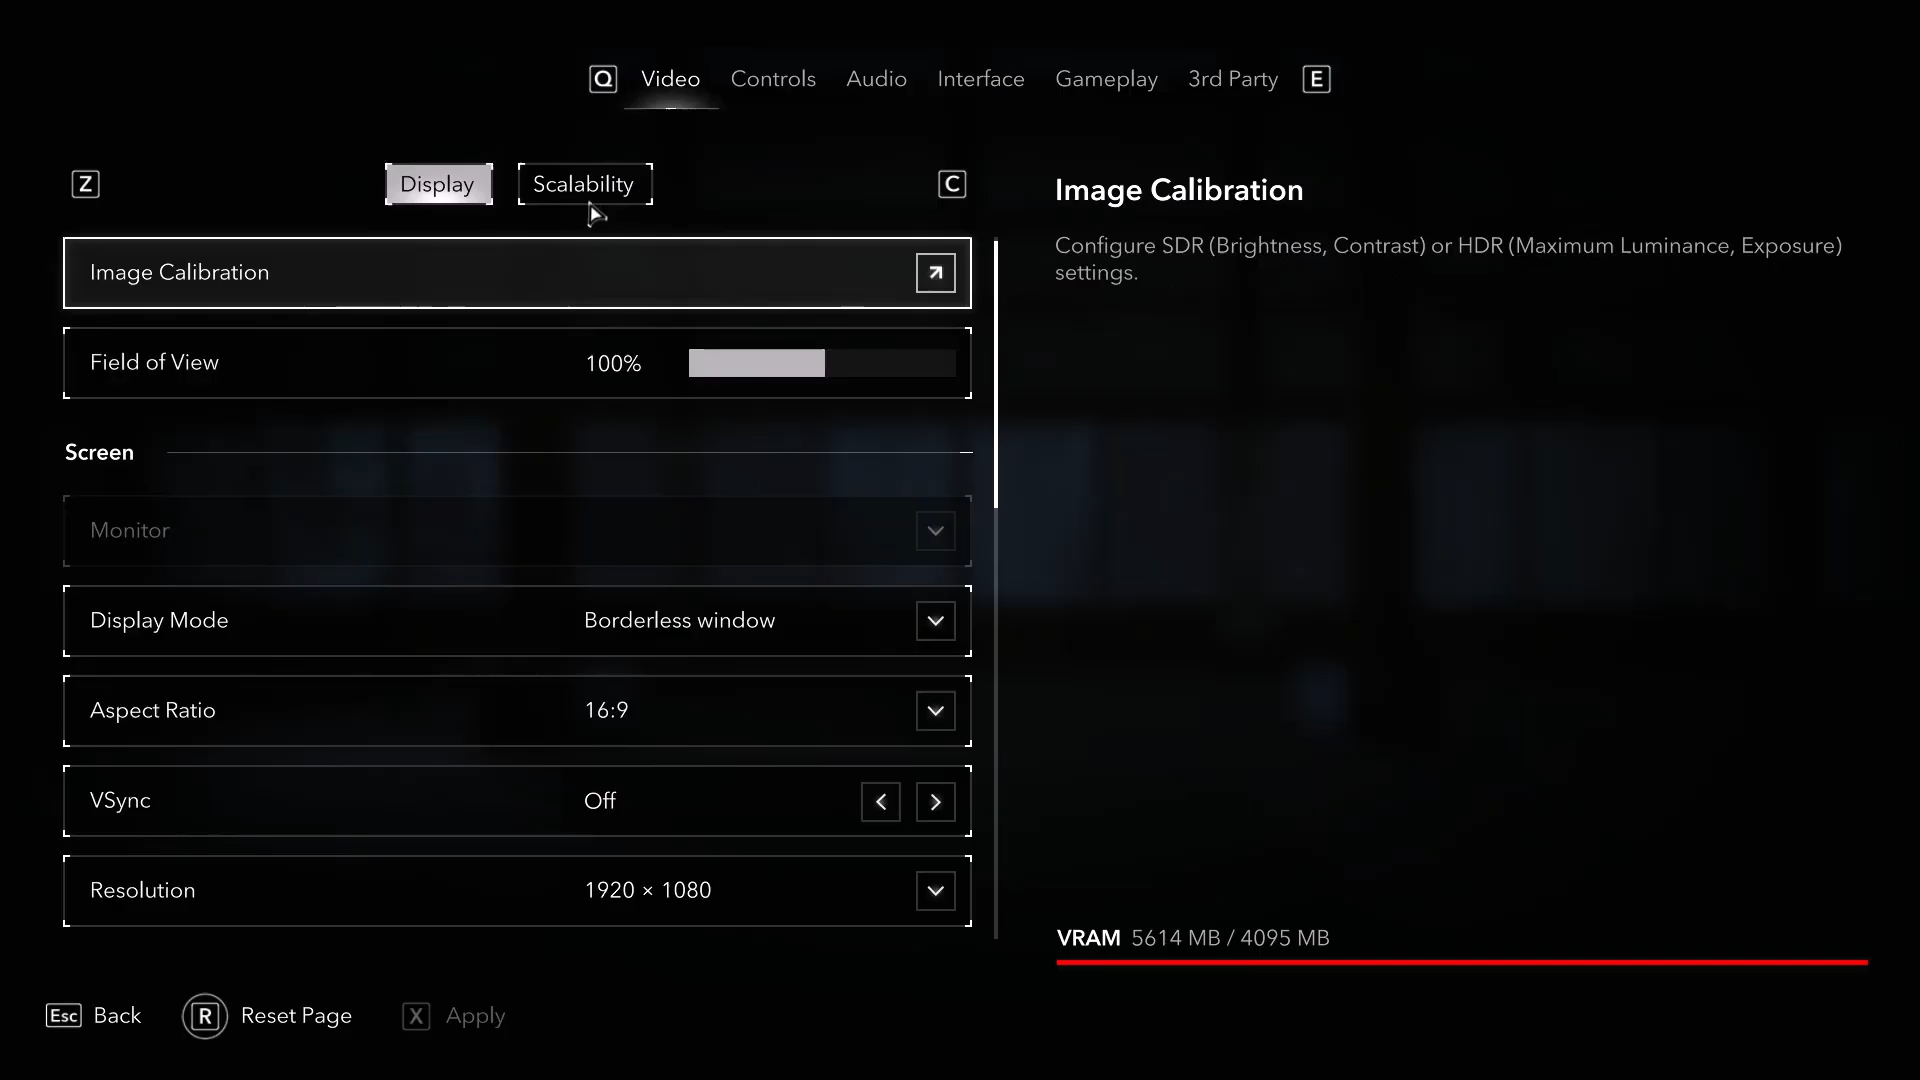 Q Video Controls Audio Interface Gameplay 3rd Party E
Z Display Scalability C
Image Calibration
Field of View 100%
Screen
Monitor
Display Mode Borderless window
Aspect Ratio 16:9
VSync Off
Resolution 1920 × 1080
Image Calibration
Configure SDR (Brightness, Contrast) or HDR (Maximum Luminance, Exposure)
settings.
VRAM 5614 MB / 4095 MB
Esc Back R Reset Page X Apply